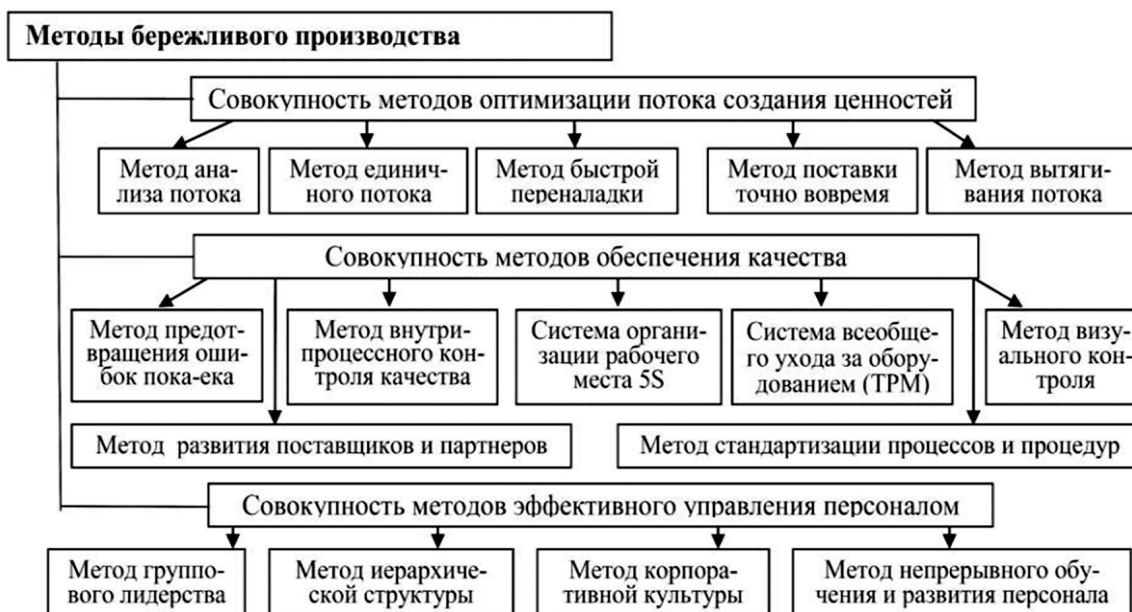 Методы бережливого производства
Совокупность методов оптимизации потока создания ценностей
Метод ана-
лиза потока
Метод единич-
ного потока
Метод быстрой
переналадки
Метод поставки
точно вовремя
Метод вытяги-
вания потока
Совокупность методов обеспечения качества
Метод предот-
вращения оши-
бок пока-ека
Метод внутри-
процессного кон-
троля качества
Система органи-
зации рабочего
места 5S
Система всеобще-
го ухода за обору-
дованием (ТРМ)
Метод визу-
ального кон-
троля
Метод развития поставщиков и партнеров
Метод стандартизации процессов и процедур
Совокупность методов эффективного управления персоналом
Метод группо-
вого лидерства
Метод иерархиче-
ской структуры
Метод корпора-
тивной культуры
Метод непрерывного обу-
чения и развития персонала